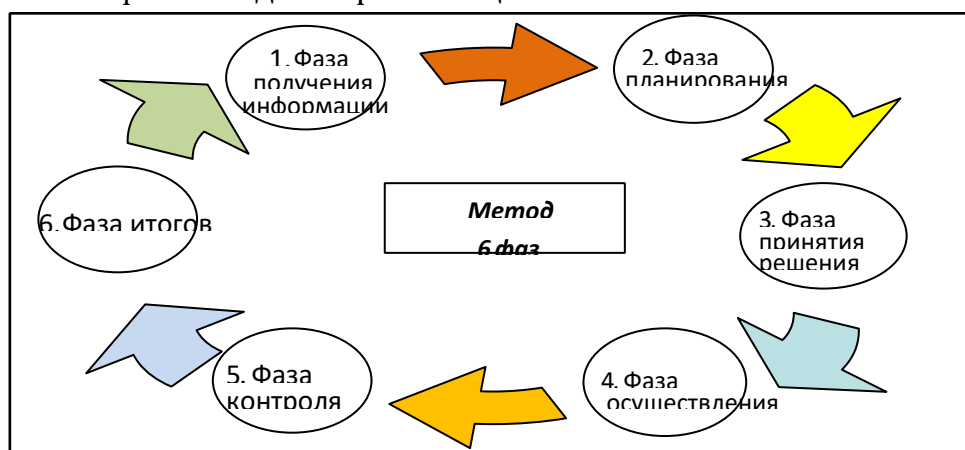 1. Фаза
получения
информации
2. Фаза
планирования
3. Фаза
принятия
решения
4. Фаза
осуществления
5. Фаза
контроля
6. Фаза итогов
Метод
6 фаз